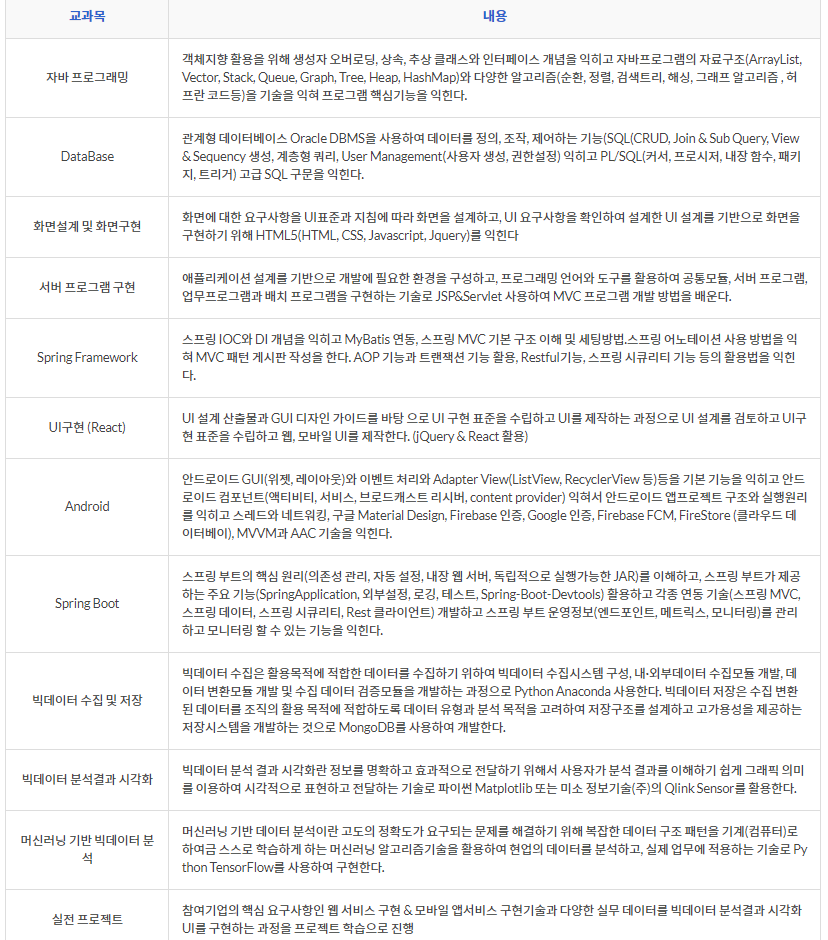 교과목
내용
자바 프로그래밍
객체지향 활용을 위해 생성자 오버로딩, 상속, 추상 클래스와 인터페이스 개념을 익히고 자바프로그램의 자료구조(ArrayList,
Vector, Stack, Queue, Graph, Tree, Heap, HashMap)와 다양한 알고리즘(순환, 정렬, 검색트리, 해싱, 그래프 알고리즘 , 허
프란 코드등)을 기술을 익혀 프로그램 핵심기능을 익힌다.
DataBase
관계형 데이터베이스 Oracle DBMS을 사용하여 데이터를 정의, 조작, 제어하는 기능(SQL(CRUD, Join & Sub Query, View
& Sequency 생성, 계층형 쿼리, User Management(사용자 생성, 권한설정) 익히고 PL/SQL(커서, 프로시저, 내장 함수, 패키
지, 트리거) 고급 SQL 구문을 익힌다.
화면설계 및 화면구현
화면에 대한 요구사항을 UI표준과 지침에 따라 화면을 설계하고, UI 요구사항을 확인하여 설계한 UI 설계를 기반으로 화면을
구현하기 위해 HTML5(HTML, CSS, Javascript, Jquery)를 익힌다
서버 프로그램 구현
애플리케이션 설계를 기반으로 개발에 필요한 환경을 구성하고, 프로그래밍 언어와 도구를 활용하여 공통모듈, 서버 프로그램,
업무프로그램과 배치 프로그램을 구현하는 기술로 JSP&Servlet 사용하여 MVC 프로그램 개발 방법을 배운다.
Spring Framework
스프링 IOC와 DI 개념을 익히고 MyBatis 연동, 스프링 MVC 기본 구조 이해 및 세팅방법.스프링 어노테이션 사용 방법을 익
혀 MVC 패턴 게시판 작성을 한다. AOP 기능과 트랜잭션 기능 활용, Restful기능, 스프링 시큐리티 기능 등의 활용법을 익힌
다.
UI구현 (React)
UI 설계 산출물과 GUI 디자인 가이드를 바탕 으로 UI 구현 표준을 수립하고 UI를 제작하는 과정으로 UI 설계를 검토하고 UI구
현 표준을 수립하고 웹, 모바일 UI를 제작한다. (jQuery & React 활용)
Android
안드로이드 GUI(위젯, 레이아웃)와 이벤트 처리와 Adapter View(ListView, RecyclerView 등)등을 기본 기능을 익히고 안드
로이드 컴포넌트(액티비티, 서비스, 브로드캐스트 리시버, content provider) 익혀서 안드로이드 앱프로젝트 구조와 실행원리
를 익히고 스레드와 네트워킹, 구글 Material Design, Firebase 인증, Google 인증, Firebase FCM, FireStore (클라우드 데
이터베이), MVVM과 AAC 기술을 익힌다.
Spring Boot
스프링 부트의 핵심 원리(의존성 관리, 자동 설정, 내장 웹 서버, 독립적으로 실행가능한 JAR)를 이해하고, 스프링 부트가 제공
하는 주요 기능(SpringApplication, 외부설정, 로깅, 테스트, Spring-Boot-Devtools) 활용하고 각종 연동 기술(스프링 MVC,
스프링 데이터, 스프링 시큐리티, Rest 클라이언트) 개발하고 스프링 부트 운영정보(엔드포인트, 메트릭스, 모니터링)를 관리
하고 모니터링 할 수 있는 기능을 익힌다.
빅데이터 수집 및 저장
빅데이터 수집은 활용목적에 적합한 데이터를 수집하기 위하여 빅데이터 수집시스템 구성, 내·외부데이터 수집모듈 개발, 데
이터 변환모듈 개발 및 수집 데이터 검증모듈을 개발하는 과정으로 Python Anaconda 사용한다. 빅데이터 저장은 수집 변환
된 데이터를 조직의 활용 목적에 적합하도록 데이터 유형과 분석 목적을 고려하여 저장구조를 설계하고 고가용성을 제공하는
저장시스템을 개발하는 것으로 MongoDB를 사용하여 개발한다.
빅데이터 분석결과 시각화
빅데이터 분석 결과 시각화란 정보를 명확하고 효과적으로 전달하기 위해서 사용자가 분석 결과를 이해하기 쉽게 그래픽 의미
를 이용하여 시각적으로 표현하고 전달하는 기술로 파이썬 Matplotlib 또는 미소 정보기술(주)의 Qlink Sensor를 활용한다.
머신러닝 기반 빅데이터 분
석
머신러닝 기반 데이터 분석이란 고도의 정확도가 요구되는 문제를 해결하기 위해 복잡한 데이터 구조 패턴을 기계(컴퓨터)로
하여금 스스로 학습하게 하는 머신러닝 알고리즘기술을 활용하여 현업의 데이터를 분석하고, 실제 업무에 적용하는 기술로 Py
thon TensorFlow를 사용하여 구현한다.
실전 프로젝트
참여기업의 핵심 요구사항인 웹 서비스 구현 & 모바일 앱서비스 구현기술과 다양한 실무 데이터를 빅데이터 분석결과 시각화
UI를 구현하는 과정을 프로젝트 학습으로 진행